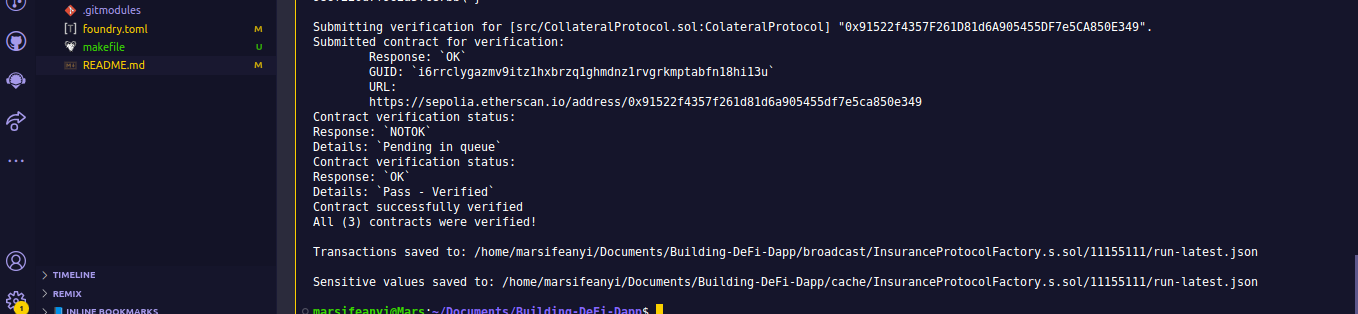 .gitmodules
foundry.toml M
makefile U
README.md M
TIMELINE
REMIX
INLINE BOOKMARKS
1
Submitting verification for [src/CollateralProtocol.sol:ColateralProtocol] "0x91522f4357F261D81d6A905455DF7e5CA850E349".
Submitted contract for verification:
Response: `OK`
GUID: `i6rrclygazmv9itz1hxbrzq1ghmdnz1rvgrkmptabfn18hi13u`
URL:
https://sepolia.etherscan.io/address/0x91522f4357f261d81d6a905455df7e5ca850e349
Contract verification status:
Response: `NOTOK`
Details: `Pending in queue`
Contract verification status:
Response: `OK`
Details: `Pass - Verified`
Contract successfully verified
All (3) contracts were verified!
Transactions saved to: /home/marsifeanyi/Documents/Building-DeFi-Dapp/broadcast/InsuranceProtocolFactory.s.sol/11155111/run-latest.json
Sensitive values saved to: /home/marsifeanyi/Documents/Building-DeFi-Dapp/cache/InsuranceProtocolFactory.s.sol/11155111/run-latest.json
marsifeanyi@Mars:~/Documents/Building-DeFi-Dapp$